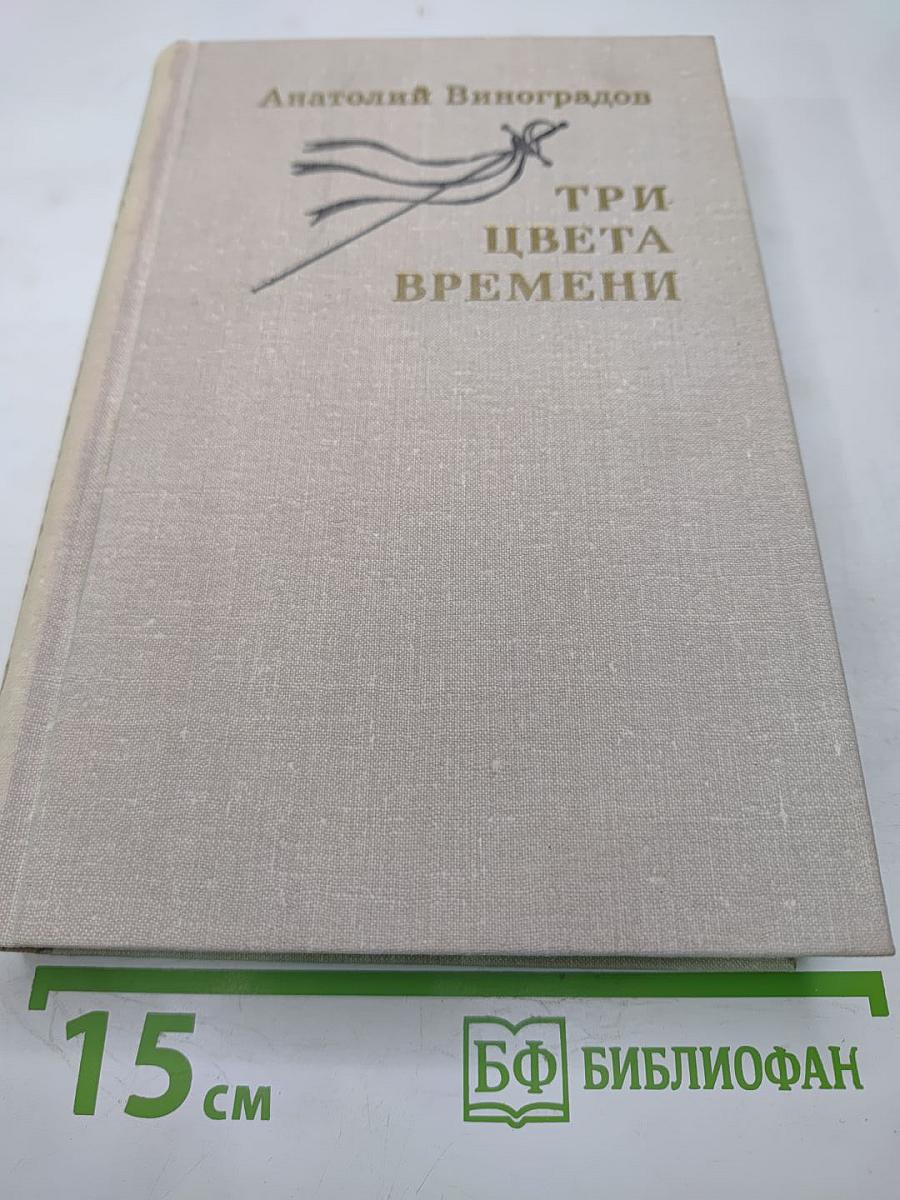 Анатолий Виноградов
ТРИ
ЦВЕТА
ВРЕМЕНИ
15 см
БФ БИБЛИОФАН